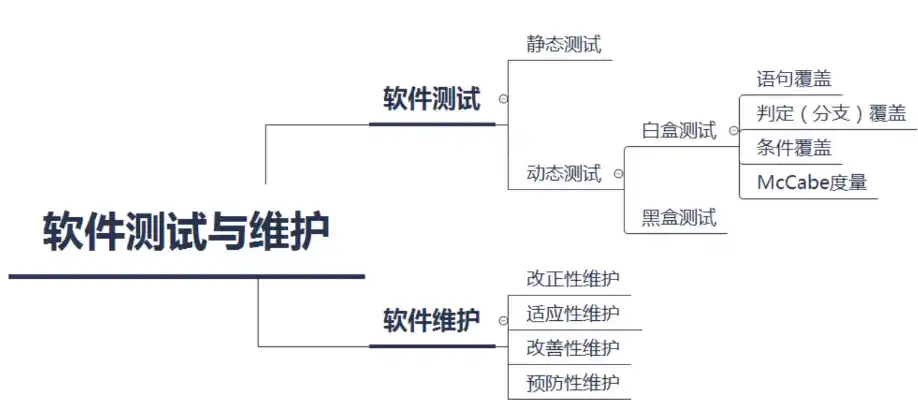 软件测试与维护
软件测试
静态测试
动态测试
白盒测试
语句覆盖
判定（分支）覆盖
条件覆盖
McCabe度量
黑盒测试
软件维护
改正性维护
适应性维护
改善性维护
预防性维护